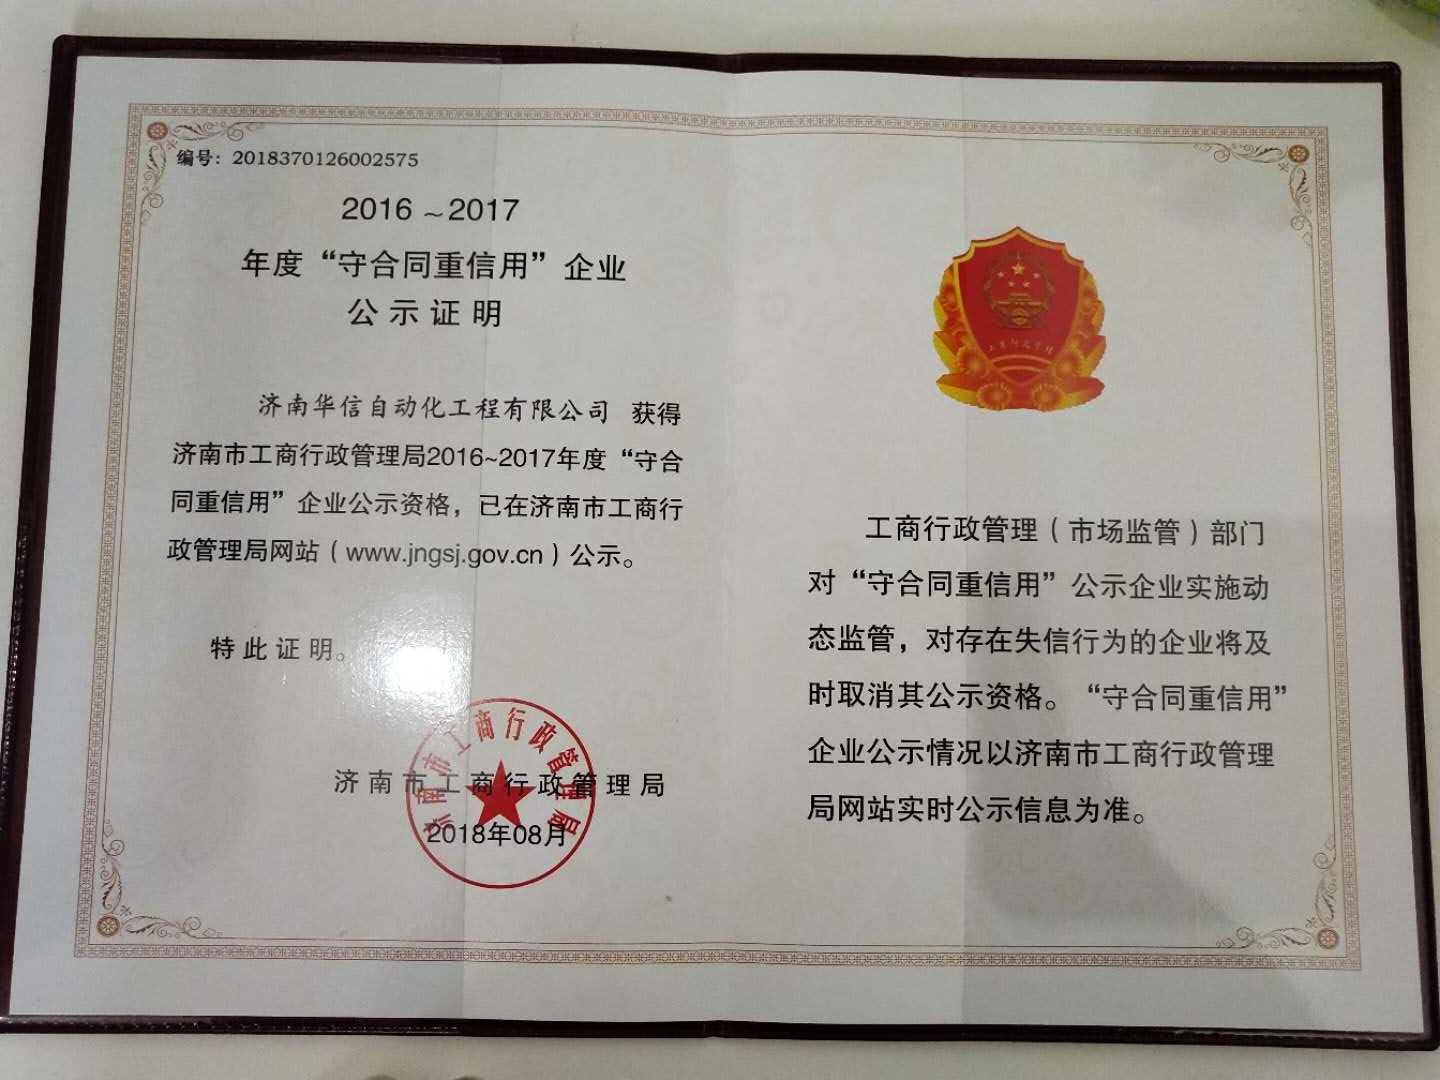 编号：2018370126002575
2016～2017
年度“守合同重信用”企业
公示证明
济南华信自动化工程有限公司 获得
济南市工商行政管理局2016~2017年度“守合
同重信用”企业公示资格，已在济南市工商行
政管理局网站（www.jngsj.gov.cn）公示。
特此证明。
济南市工商行政管理局
2018年08月
济南市工商行政管理局
工商行政管理（市场监管）部门
对“守合同重信用”公示企业实施动
态监管，对存在失信行为的企业将及
时取消其公示资格。“守合同重信用”
企业公示情况以济南市工商行政管理
局网站实时公示信息为准。